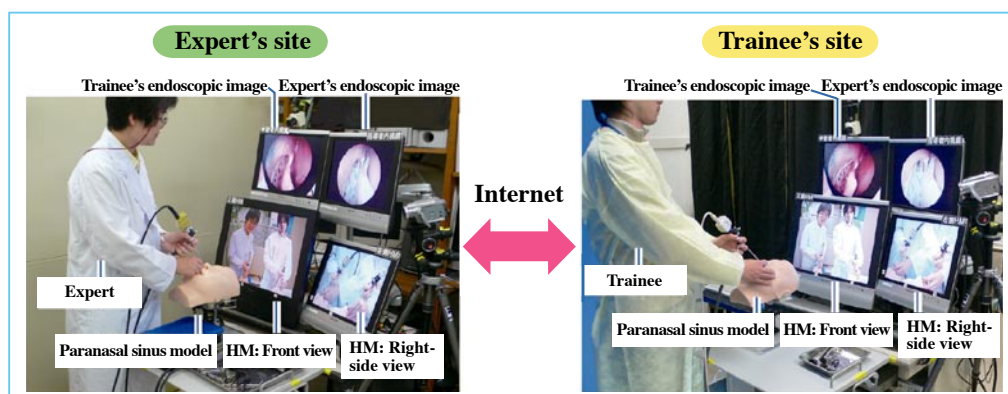 Expert's site
Trainee's site
Trainee's endoscopic image
Expert's endoscopic image
Trainee's endoscopic image
Expert's endoscopic image
Internet
Expert
Trainee
Paranasal sinus model
HM: Front view
HM: Right-
side view
Paranasal sinus model
HM: Front view
HM: Right-
side view